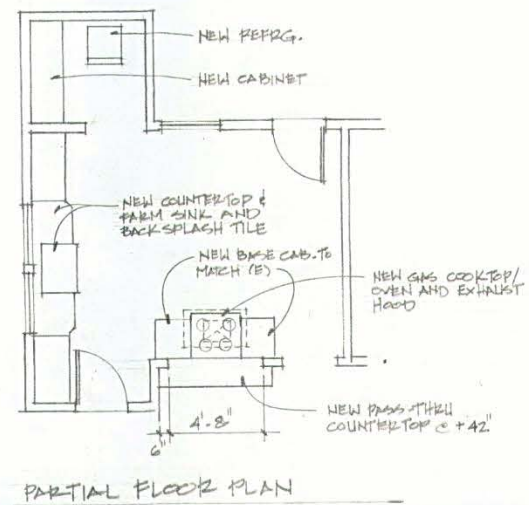 NEW REFRG.
NEW CABINET
NEW COUNTERTOP &
FARM SINK AND
BACKSPLASH TILE
NEW BASE CAB. TO
MATCH (E)
NEW GAS COOKTOP/
OVEN AND EXHAUST
HOOD
4'-8"
6"
NEW PASS-THRU
COUNTERTOP @ +42"
PARTIAL FLOOR PLAN